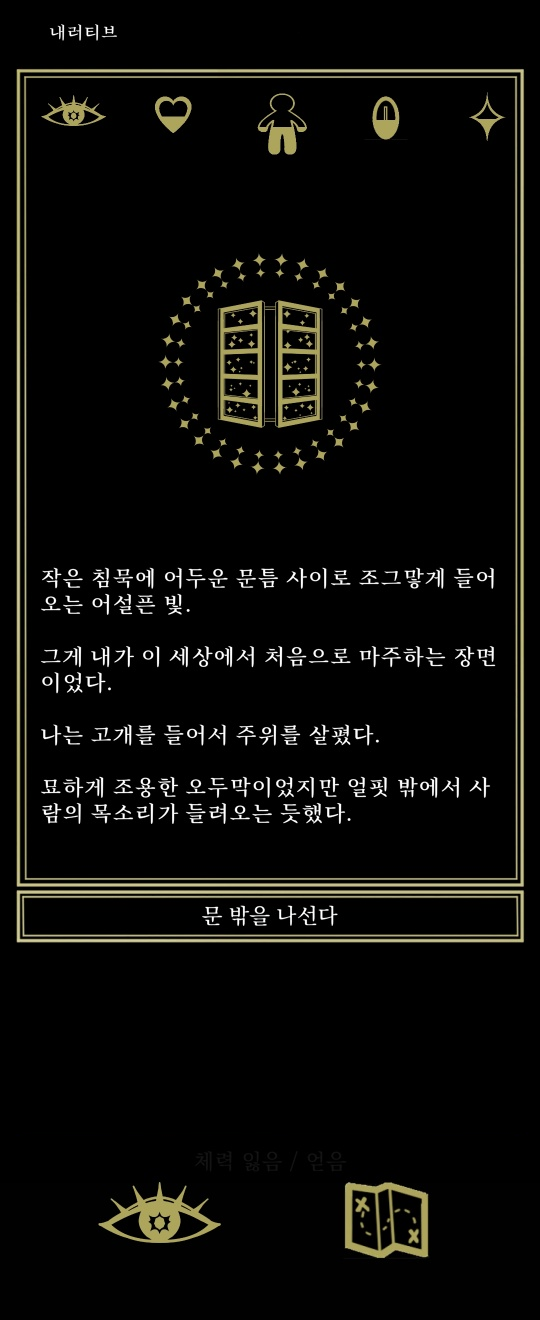 내러티브
작은 침묵에 어두운 문틈 사이로 조그맣게 들어
오는 어설픈 빛.
그게 내가 이 세상에서 처음으로 마주하는 장면
이었다.
나는 고개를 들어서 주위를 살폈다.
묘하게 조용한 오두막이었지만 얼핏 밖에서 사
람의 목소리가 들려오는 듯했다.
문 밖을 나선다
체력 잃음 / 얻음